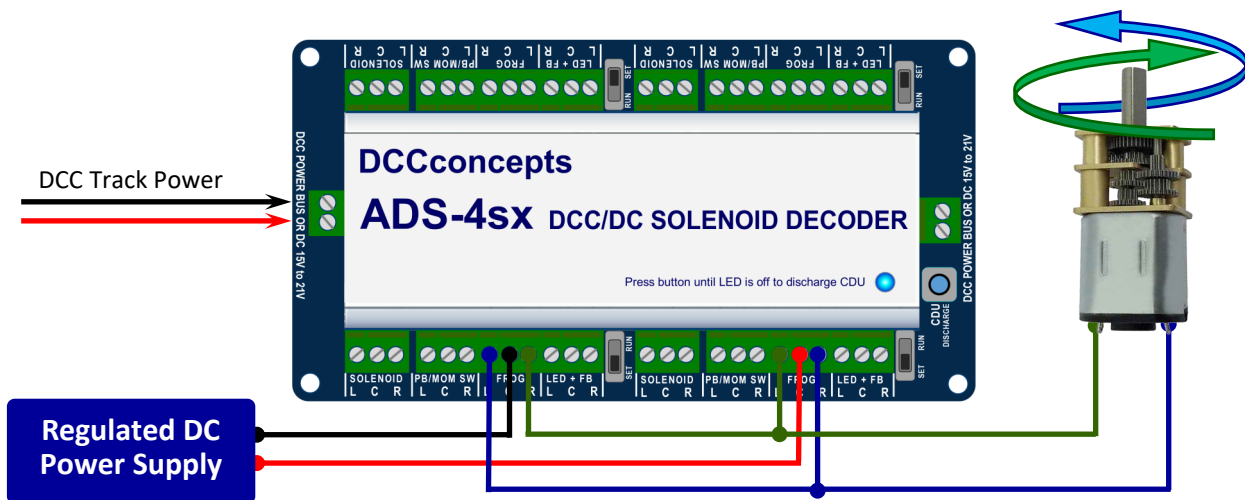 R C L R C L R C L R C L R C L R C L R C L R C L
SOLENOID PB/MOM SW FROG LED + FB SOLENOID PB/MOM SW FROG LED + FB
SET
RUN
SET
RUN
DCC POWER BUS OR DC 15V to 21V
DCC Track Power
DCCconcepts
ADS-4sx DCC/DC SOLENOID DECODER
Press button until LED is off to discharge CDU
DCC POWER BUS OR DC 15V to 21V
CDU
DISCHARGE
RUN
SET
RUN
SET
SOLENOID PB/MOM SW FROG LED + FB SOLENOID PB/MOM SW FROG LED + FB
L C R L C R L C R L C R L C R L C R L C R L C R
Regulated DC
Power Supply